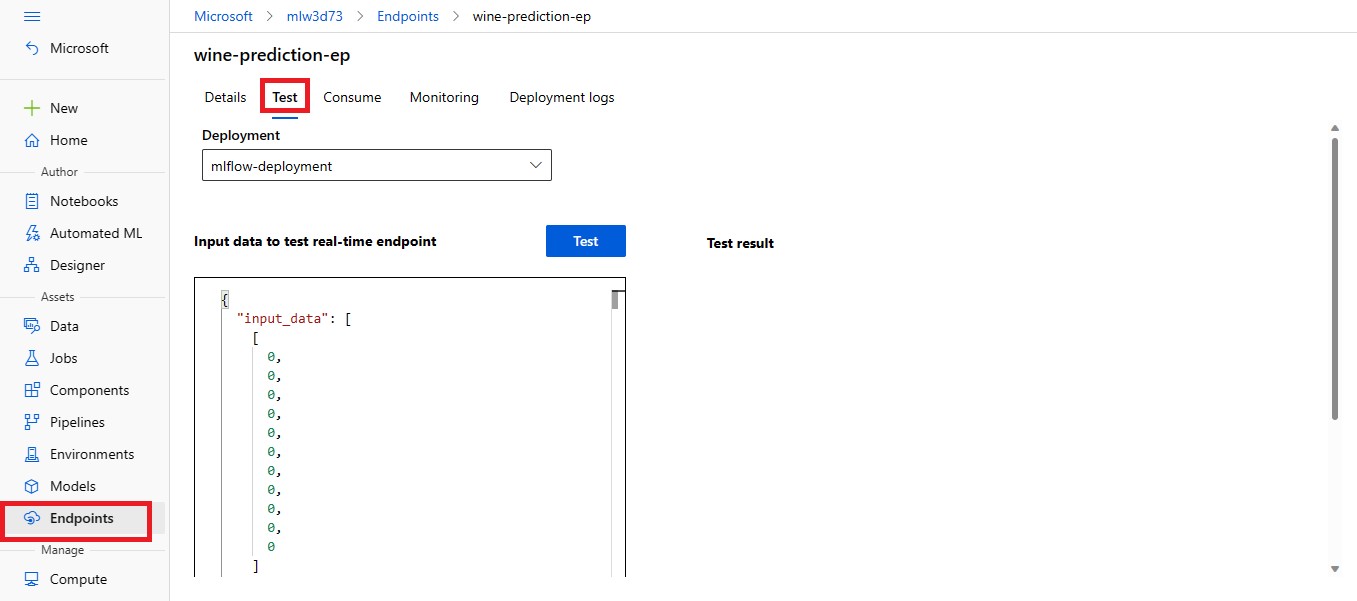 Microsoft
New
Home
Author
Notebooks
Automated ML
Designer
Assets
Data
Jobs
Components
Pipelines
Environments
Models
Endpoints
Manage
Compute
Microsoft > mlw3d73 > Endpoints > wine-prediction-ep
wine-prediction-ep
Details Test Consume Monitoring Deployment logs
Deployment
mlflow-deployment
Input data to test real-time endpoint
Test
Test result
{
"input_data": [
[
0,
0,
0,
0,
0,
0,
0,
0,
0,
0,
0
]